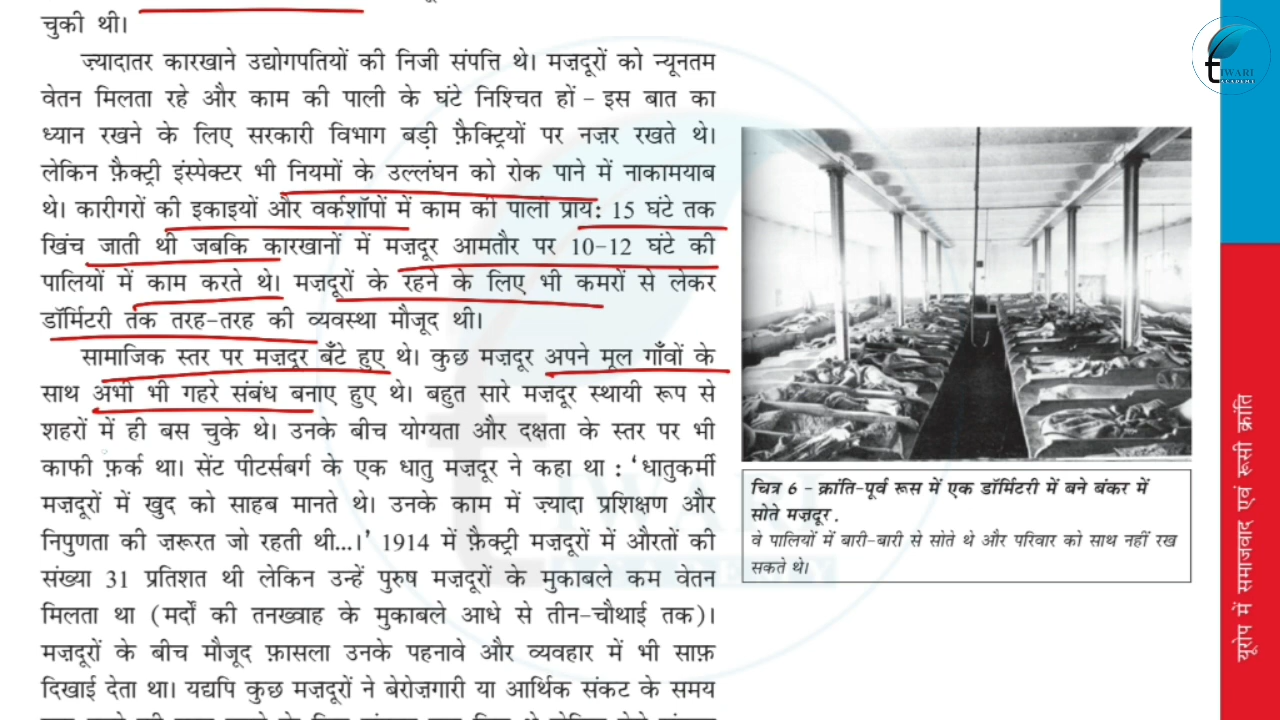 चुकी थी।
ज़्यादातर कारखाने उद्योगपतियों की निजी संपत्ति थे। मज़दूरों को न्यूनतम
वेतन मिलता रहे और काम की पाली के घंटे निश्चित हों – इस बात का
ध्यान रखने के लिए सरकारी विभाग बड़ी फ़ैक्ट्रियों पर नज़र रखते थे।
लेकिन फ़ैक्ट्री इंस्पेक्टर भी नियमों के उल्लंघन को रोक पाने में नाकामयाब
थे। कारीगरों की इकाइयों और वर्कशॉपों में काम की पाली प्राय: 15 घंटे तक
खिंच जाती थी जबकि कारखानों में मज़दूर आमतौर पर 10–12 घंटे की
पालियों में काम करते थे। मज़दूरों के रहने के लिए भी कमरों से लेकर
डॉर्मिटरी तक तरह-तरह की व्यवस्था मौजूद थी।
सामाजिक स्तर पर मज़दूर बँटे हुए थे। कुछ मज़दूर अपने मूल गाँवों के
साथ अभी भी गहरे संबंध बनाए हुए थे। बहुत सारे मज़दूर स्थायी रूप से
शहरों में ही बस चुके थे। उनके बीच योग्यता और दक्षता के स्तर पर भी
काफी फ़र्क था। सेंट पीटर्सबर्ग के एक धातु मज़दूर ने कहा था : ‘धातुकर्मी
मज़दूरों में खुद को साहब मानते थे। उनके काम में ज़्यादा प्रशिक्षण और
निपुणता की ज़रूरत जो रहती थी...।’ 1914 में फ़ैक्ट्री मज़दूरों में औरतों की
संख्या 31 प्रतिशत थी लेकिन उन्हें पुरुष मज़दूरों के मुकाबले कम वेतन
मिलता था (मर्दों की तनख्वाह के मुकाबले आधे से तीन-चौथाई तक)।
मज़दूरों के बीच मौजूद फ़ासला उनके पहनावे और व्यवहार में भी साफ़
दिखाई देता था। यद्यपि कुछ मज़दूरों ने बेरोज़गारी या आर्थिक संकट के समय
चित्र 6 – क्रांति-पूर्व रूस में एक डॉर्मिटरी में बने बंकर में
सोते मज़दूर.
वे पालियों में बारी-बारी से सोते थे और परिवार को साथ नहीं रख
सकते थे।
यूरोप में समाजवाद एवं रूसी क्रांति
TIWARI
ACADEMY